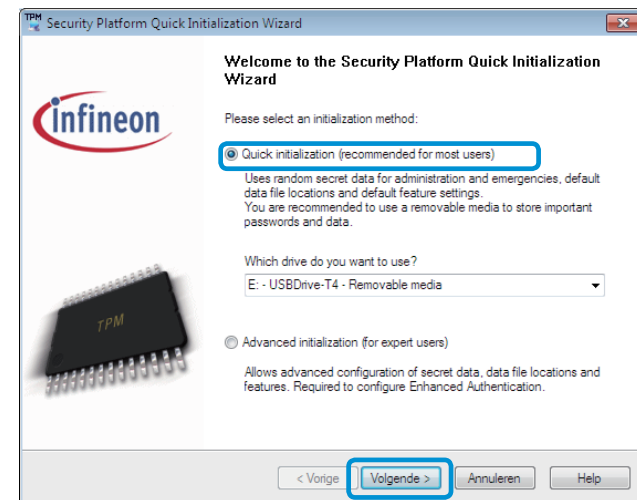 TPM Security Platform Quick Initialization Wizard
Welcome to the Security Platform Quick Initialization
Wizard
infineon
Please select an initialization method:
Quick initialization (recommended for most users)
Uses random secret data for administration and emergencies, default
data file locations and default feature settings.
You are recommended to use a removable media to store important
passwords and data.
Which drive do you want to use?
E: - USBDrive-T4 - Removable media
TPM
Advanced initialization (for expert users)
Allows advanced configuration of secret data, data file locations and
features. Required to configure Enhanced Authentication.
< Vorige Volgende > Annuleren Help